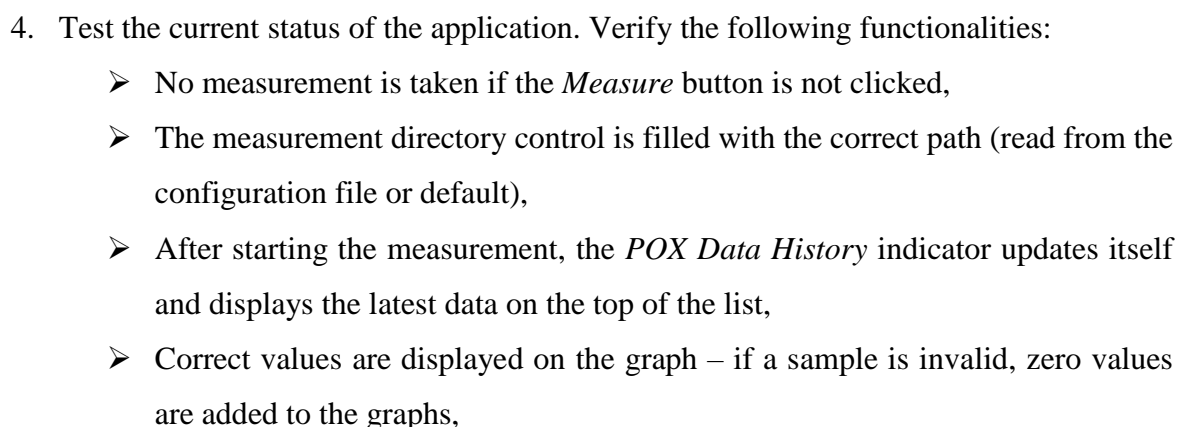 4. Test the current status of the application. Verify the following functionalities:
➢ No measurement is taken if the Measure button is not clicked,
➢ The measurement directory control is filled with the correct path (read from the
configuration file or default),
➢ After starting the measurement, the POX Data History indicator updates itself
and displays the latest data on the top of the list,
➢ Correct values are displayed on the graph – if a sample is invalid, zero values
are added to the graphs,